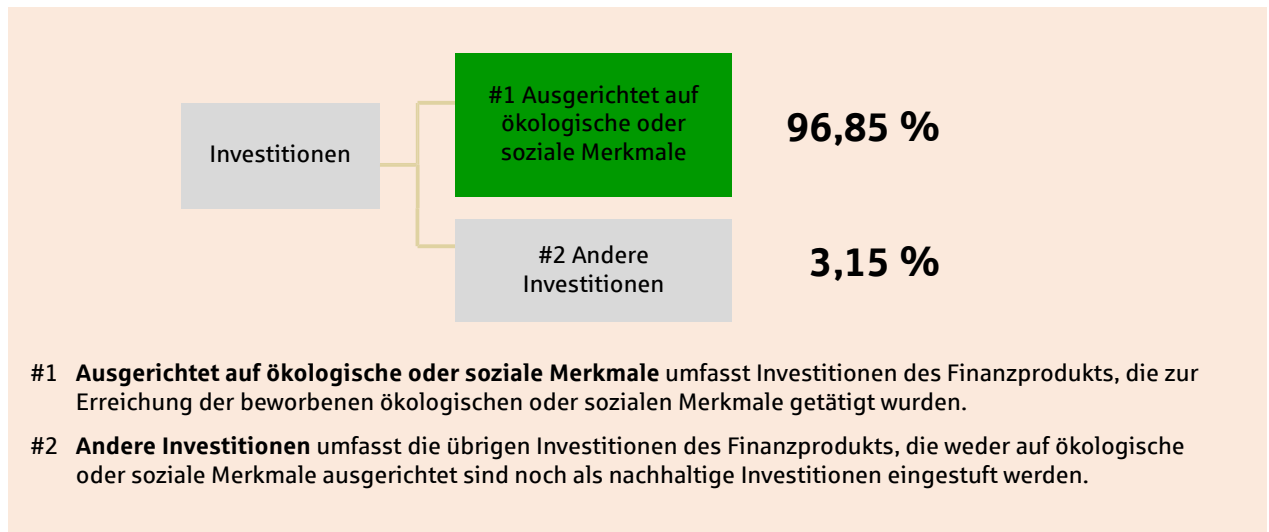 Investitionen
#1 Ausgerichtet auf
ökologische oder
soziale Merkmale
96,85 %
#2 Andere
Investitionen
3,15 %
#1 Ausgerichtet auf ökologische oder soziale Merkmale umfasst Investitionen des Finanzprodukts, die zur
Erreichung der beworbenen ökologischen oder sozialen Merkmale getätigt wurden.
#2 Andere Investitionen umfasst die übrigen Investitionen des Finanzprodukts, die weder auf ökologische
oder soziale Merkmale ausgerichtet sind noch als nachhaltige Investitionen eingestuft werden.